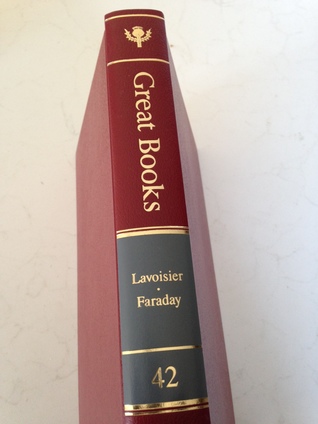 Great Books
Lavoisier
·
Faraday
42